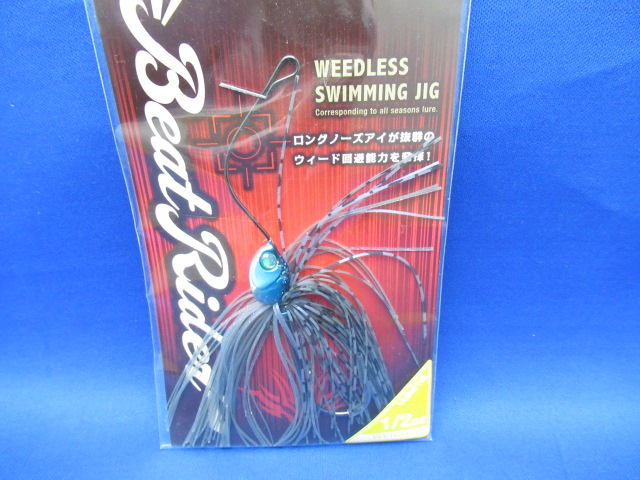 Beat Rider
WEEDLESS
SWIMMING JIG
Corresponding to all seasons lure.
ロングノーズアイが抜群の
ウィード回避能力を発揮!
1/2oz